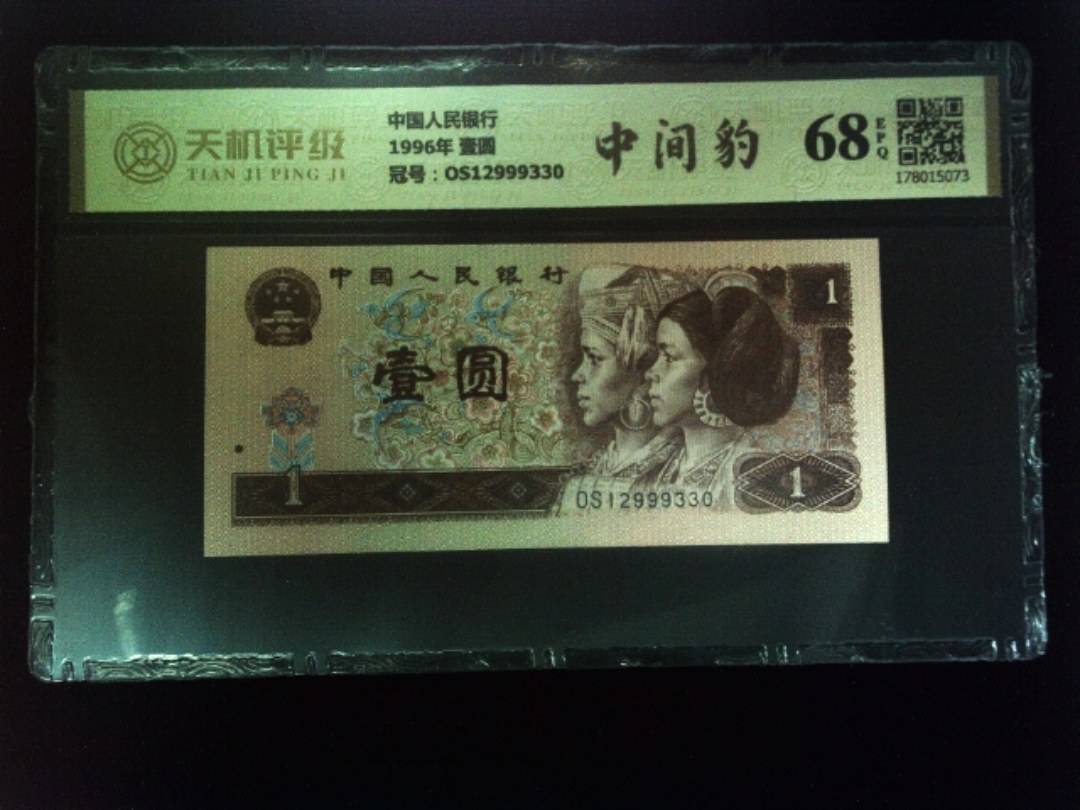 天机评级
TIAN JI PING JI
中国人民银行
1996年 壹圆
冠号：OS12999330
中间豹
68
EPQ
178015073
中国人民银行
1
壹圆
1
OS12999330
1